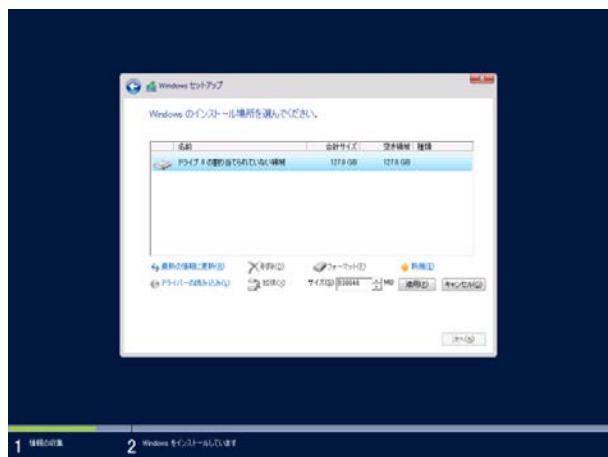 Windows セットアップ
Windows のインストール場所を選んでください。
名前 合計サイズ 空き領域 種類
ドライブ 0 の割り当てられていない領域 127.0 GB 127.0 GB
最新の情報に更新(R) 削除(D) フォーマット(F) 新規(E)
ドライバーの読み込み(L) 拡張(X) サイズ(S) MB 適用(P) キャンセル(C)
次へ(N)
1 情報の収集 2 Windows をインストールしています